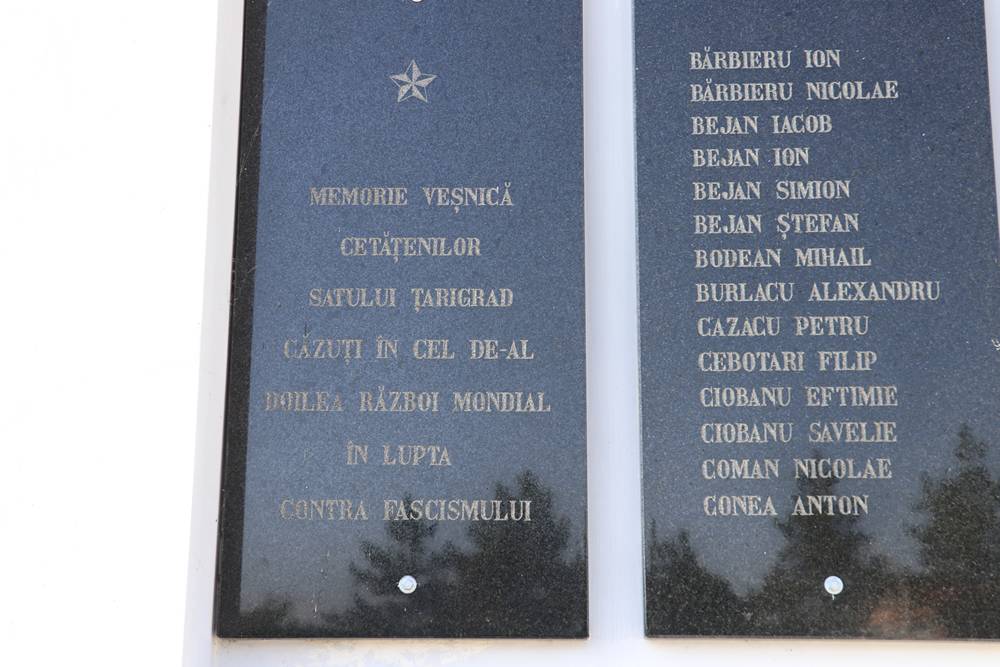 MEMORIE VEȘNICĂ
CETĂȚENILOR
SATULUI ȚARIGRAD
CĂZUȚI ÎN CEL DE-AL
DOILEA RĂZBOI MONDIAL
ÎN LUPTA
CONTRA FASCISMULUI
BĂRBIERU ION
BĂRBIERU NICOLAE
BEJAN IACOB
BEJAN ION
BEJAN SIMION
BEJAN ȘTEFAN
BODEAN MIHAIL
BURLACU ALEXANDRU
CAZACU PETRU
CEBOTARI FILIP
CIOBANU EFTIMIE
CIOBANU SAVELIE
COMAN NICOLAE
CONEA ANTON